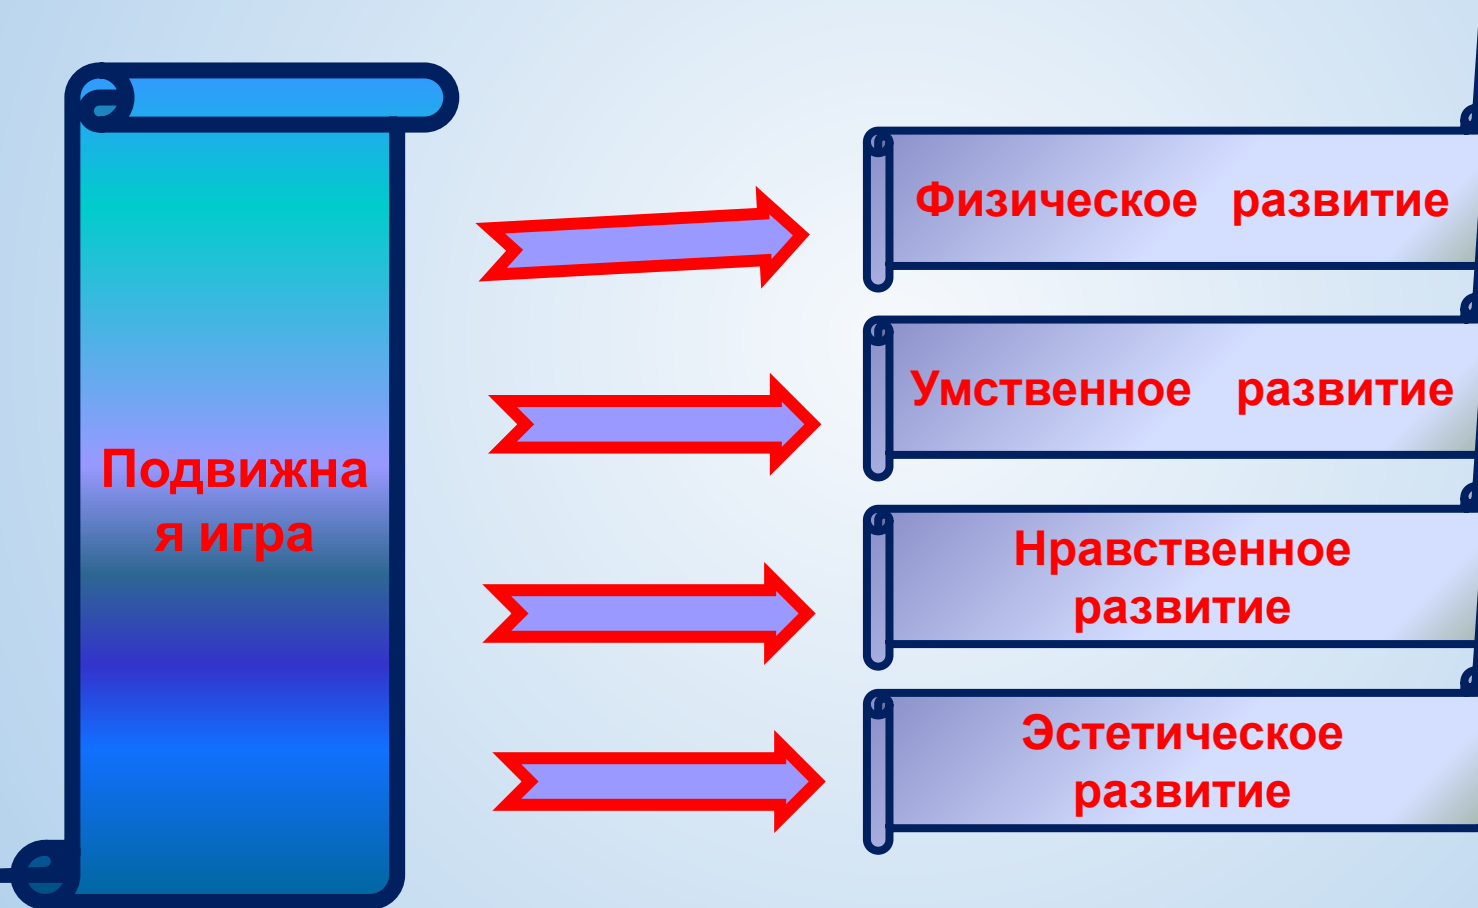 Подвижна
я игра
Физическое развитие
Умственное развитие
Нравственное
развитие
Эстетическое
развитие